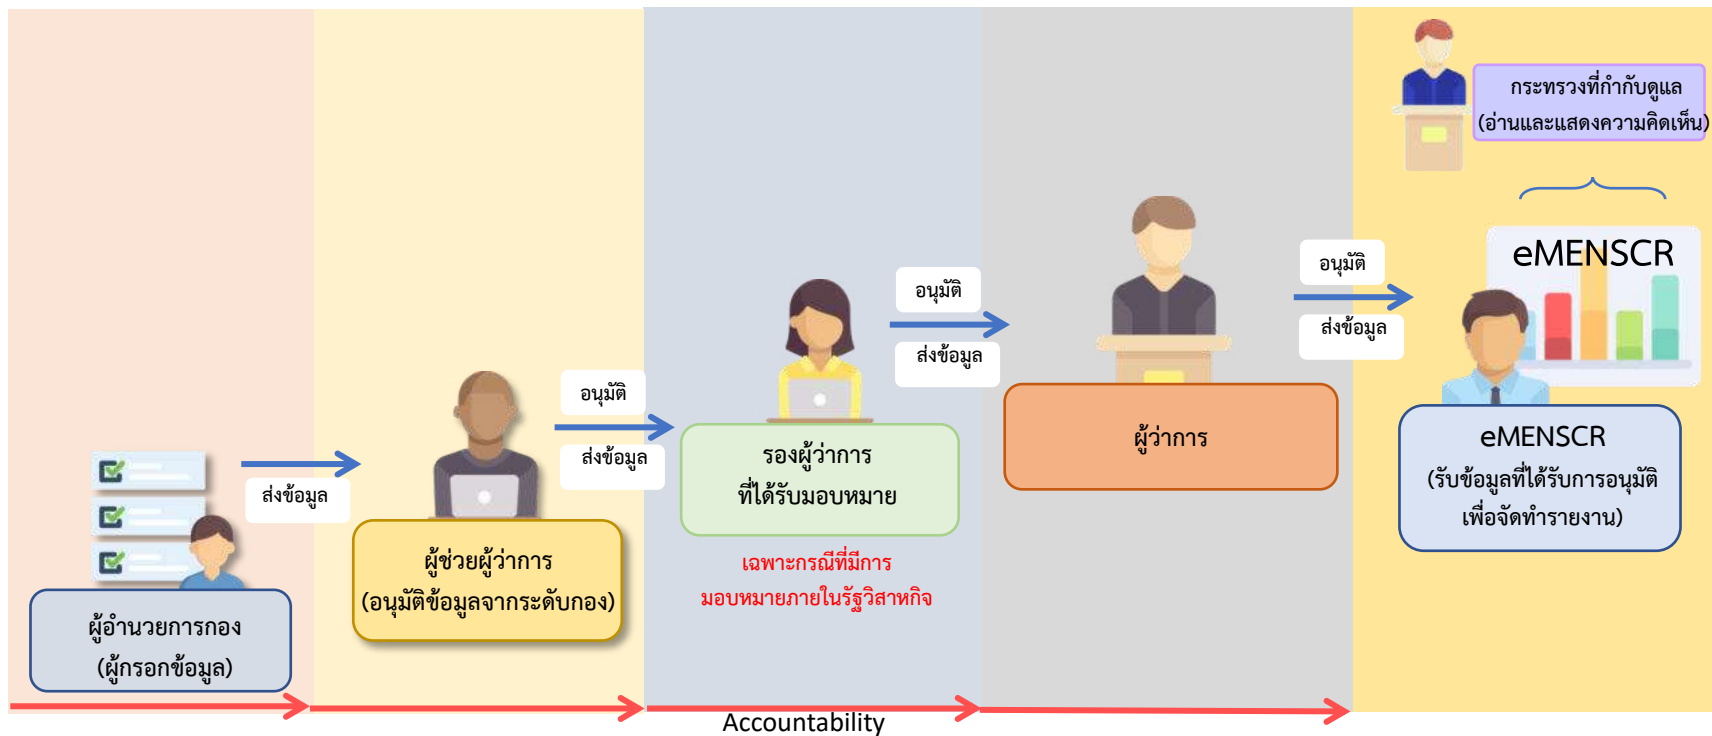 ผู้อำนวยการกอง
(ผู้กรอกข้อมูล)
ส่งข้อมูล
ผู้ช่วยผู้ว่าการ
(อนุมัติข้อมูลจากระดับกอง)
อนุมัติ
ส่งข้อมูล
รองผู้ว่าการ
ที่ได้รับมอบหมาย
เฉพาะกรณีที่มีการ
มอบหมายภายในรัฐวิสาหกิจ
อนุมัติ
ส่งข้อมูล
ผู้ว่าการ
อนุมัติ
ส่งข้อมูล
กระทรวงที่กำกับดูแล
(อ่านและแสดงความคิดเห็น)
eMENSCR
eMENSCR
(รับข้อมูลที่ได้รับการอนุมัติ
เพื่อจัดทำรายงาน)
Accountability